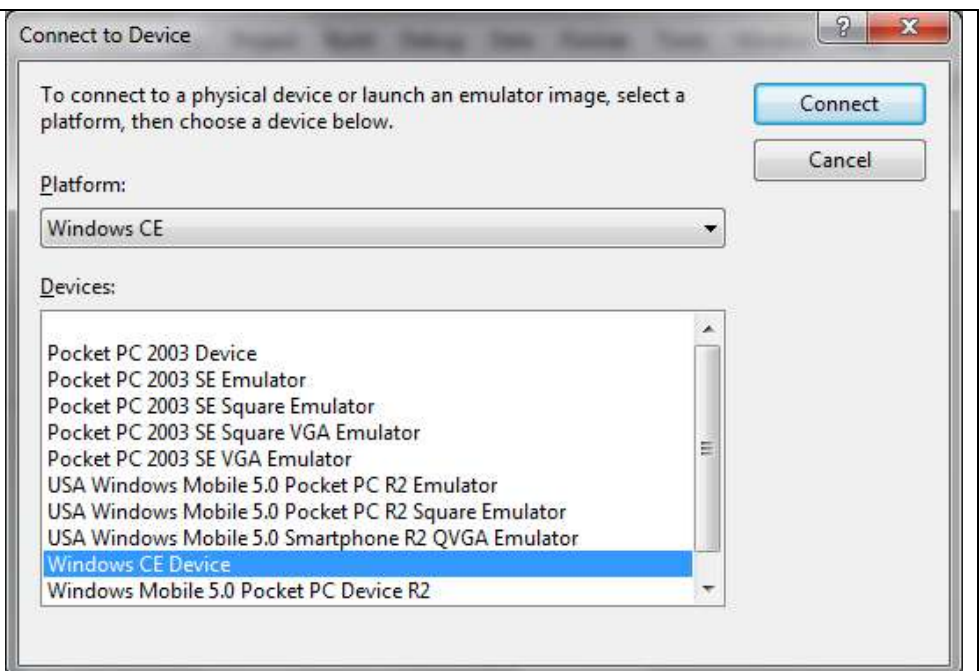 Connect to Device
To connect to a physical device or launch an emulator image, select a
platform, then choose a device below.
Connect
Cancel
Platform:
Windows CE
Devices:
Pocket PC 2003 Device
Pocket PC 2003 SE Emulator
Pocket PC 2003 SE Square Emulator
Pocket PC 2003 SE Square VGA Emulator
Pocket PC 2003 SE VGA Emulator
USA Windows Mobile 5.0 Pocket PC R2 Emulator
USA Windows Mobile 5.0 Pocket PC R2 Square Emulator
USA Windows Mobile 5.0 Smartphone R2 QVGA Emulator
Windows CE Device
Windows Mobile 5.0 Pocket PC Device R2